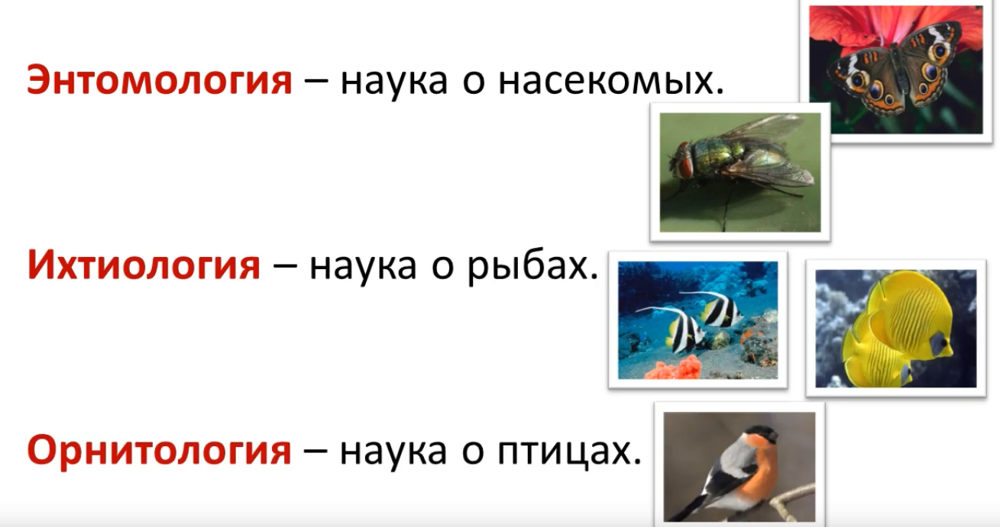 Энтомология – наука о насекомых.
Ихтиология – наука о рыбах.
Орнитология – наука о птицах.